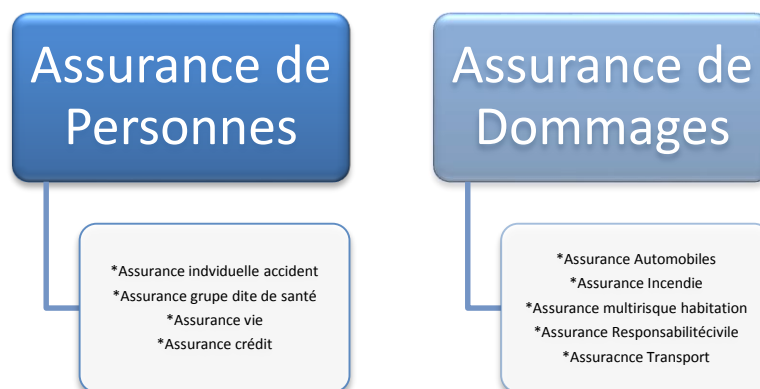 Assurance de
Personnes
*Assurance indviduelle accident
*Assurance grupe dite de santé
*Assurance vie
*Assurance crédit
Assurance de
Dommages
*Assurance Automobiles
*Assurance Incendie
*Assurance multirisque habitation
*Assurance Responsabilitécivile
*Assuracnce Transport